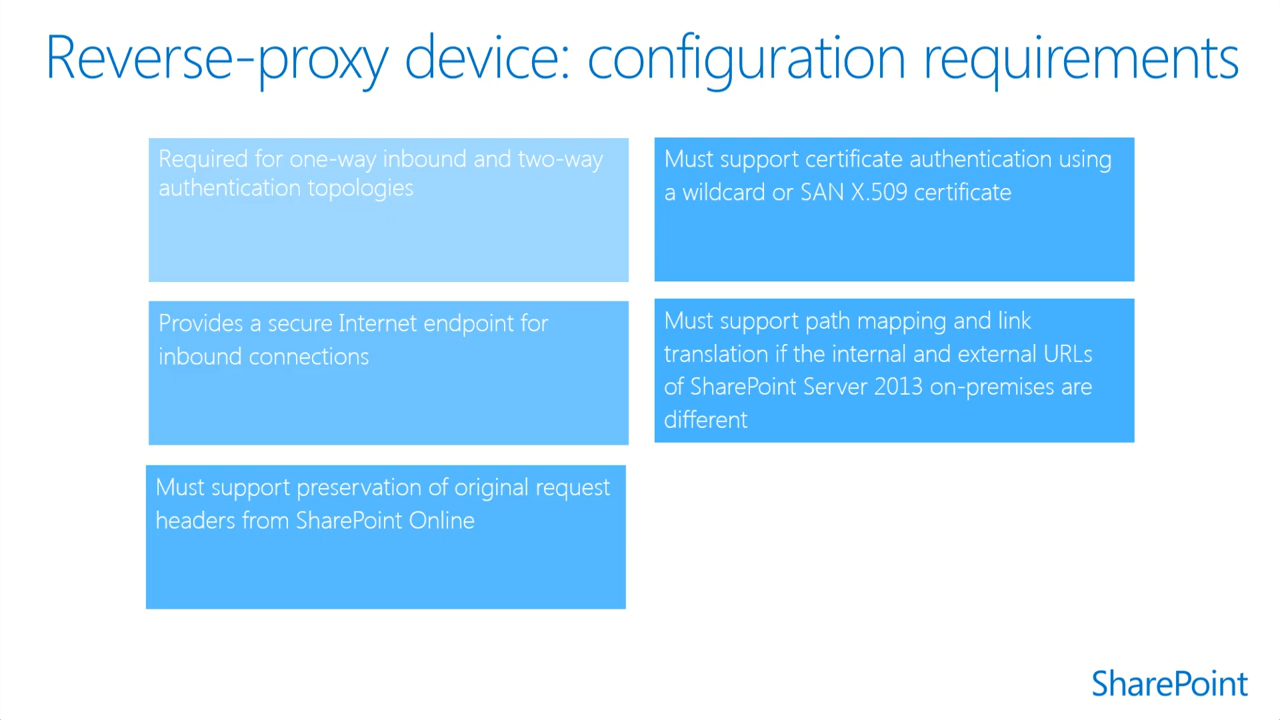 Reverse-proxy device: configuration requirements
Required for one-way inbound and two-way
authentication topologies
Provides a secure Internet endpoint for
inbound connections
Must support preservation of original request
headers from SharePoint Online
Must support certificate authentication using
a wildcard or SAN X.509 certificate
Must support path mapping and link
translation if the internal and external URLs
of SharePoint Server 2013 on-premises are
different
SharePoint